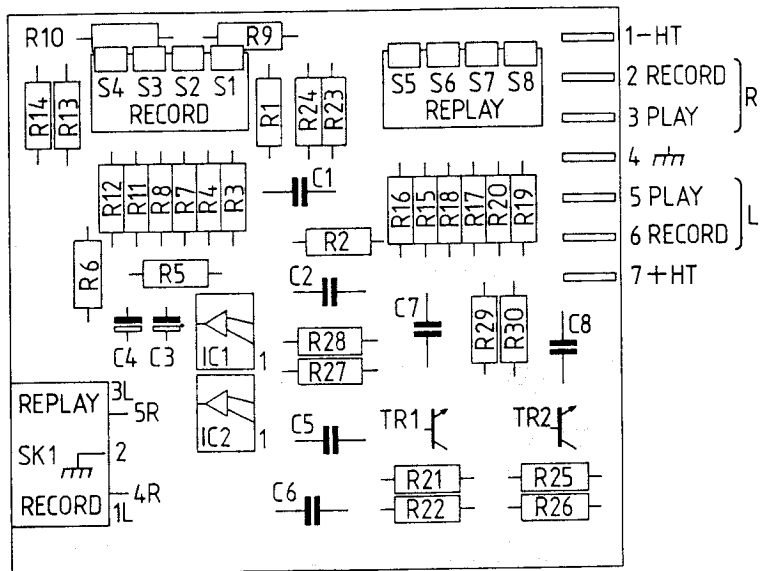 R10 R9 1-HT
S4 S3 S2 S1 S5 S6 S7 S8 2 RECORD
RECORD REPLAY R
R14 R13 R1 R24 R23 3 PLAY
4
R12 R11 R8 R7 R4 R3 C1 R16 R15 R18 R17 R20 R19 5 PLAY
L
R2 6 RECORD
R6 R5 C2 7+HT
C4 C3 IC1 1 R28 C7 R29 R30 C8
R27
REPLAY 3L
5R IC2 1 C5 TR1 TR2
SK1 2
R21 R25
RECORD 4R C6 R22 R26
1L